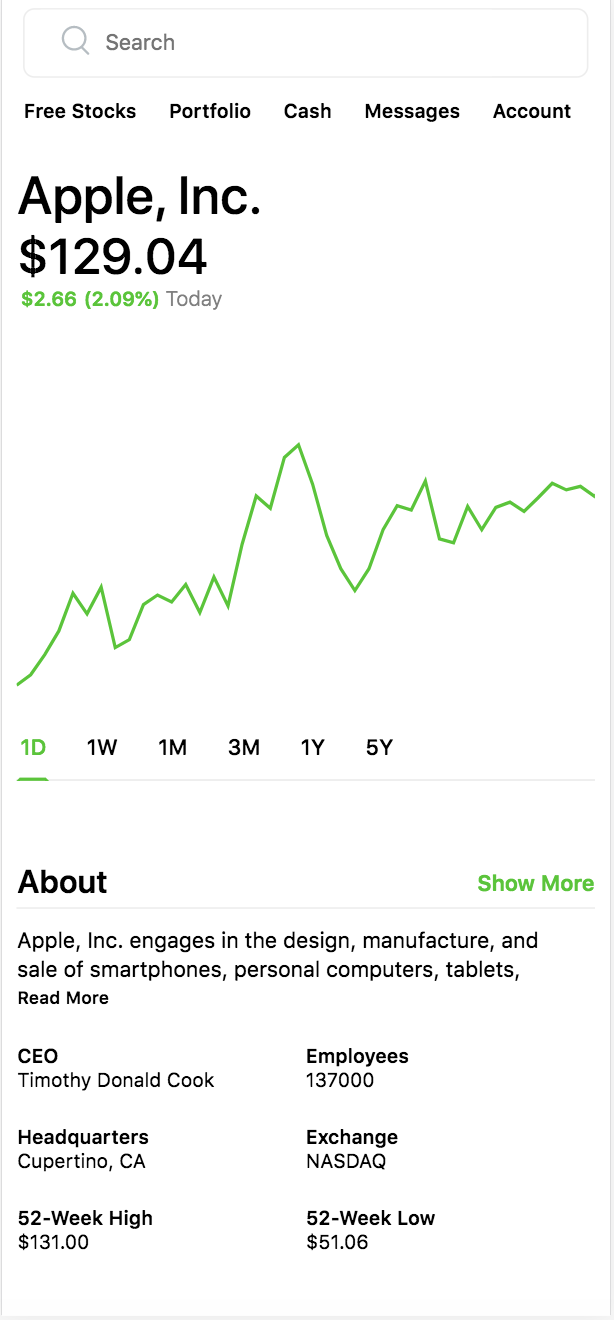 Search
Free Stocks Portfolio Cash Messages Account
Apple, Inc.
$129.04
$2.66 (2.09%) Today
1D 1W 1M 3M 1Y 5Y
About Show More
Apple, Inc. engages in the design, manufacture, and
sale of smartphones, personal computers, tablets,
Read More
CEO Employees
Timothy Donald Cook 137000
Headquarters Exchange
Cupertino, CA NASDAQ
52-Week High 52-Week Low
$131.00 $51.06